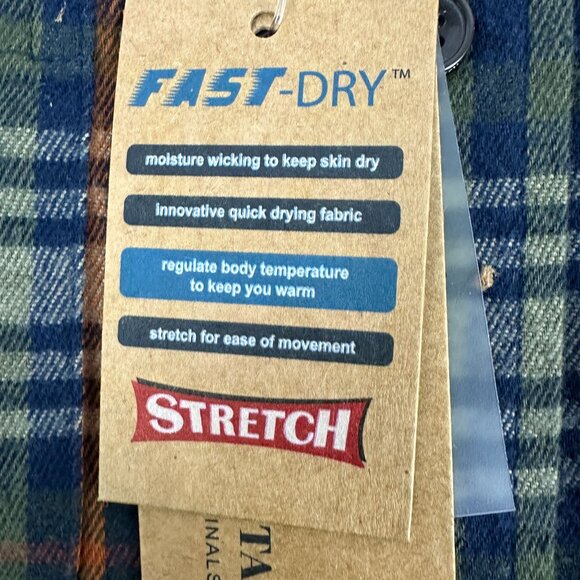 FAST-DRY™
moisture wicking to keep skin dry
innovative quick drying fabric
regulate body temperature
to keep you warm
stretch for ease of movement
STRETCH